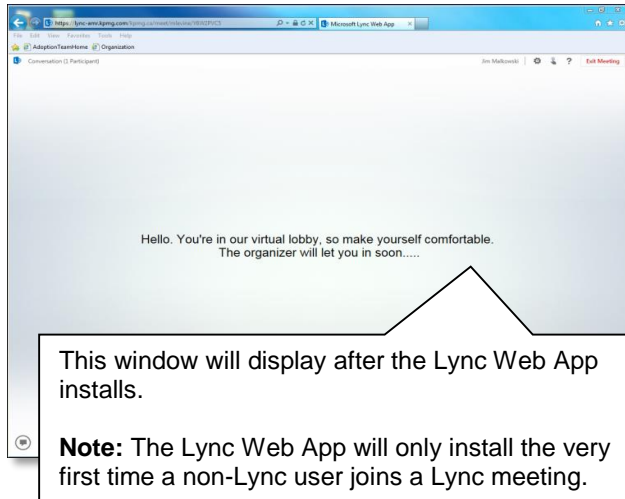 Microsoft Lync Web App
File Edit View Favorites Tools Help
AdoptionTeamHome Organization
Conversation (1 Participant) Jim Malkowski ? Exit Meeting
Hello. You're in our virtual lobby, so make yourself comfortable.
The organizer will let you in soon.....
This window will display after the Lync Web App
installs.
Note: The Lync Web App will only install the very
first time a non-Lync user joins a Lync meeting.